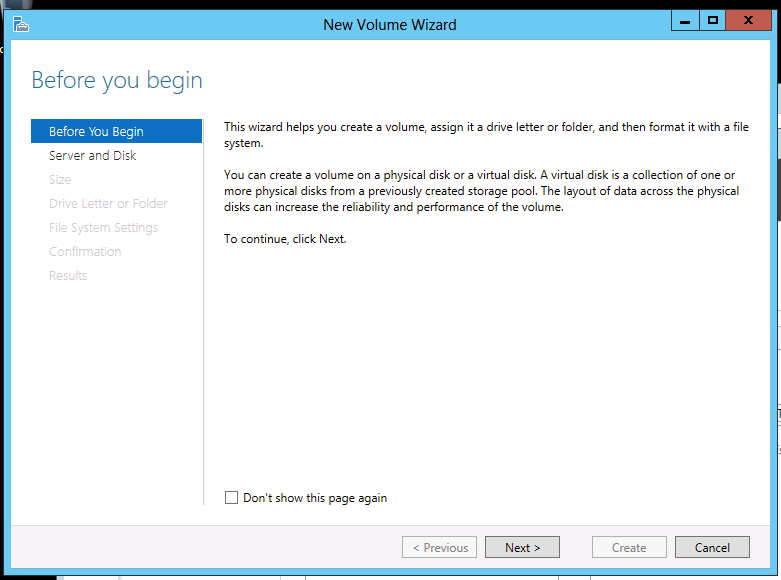 New Volume Wizard
Before you begin
Before You Begin
Server and Disk
Size
Drive Letter or Folder
File System Settings
Confirmation
Results
This wizard helps you create a volume, assign it a drive letter or folder, and then format it with a file
system.
You can create a volume on a physical disk or a virtual disk. A virtual disk is a collection of one or
more physical disks from a previously created storage pool. The layout of data across the physical
disks can increase the reliability and performance of the volume.
To continue, click Next.
Don't show this page again
< Previous
Next >
Create
Cancel